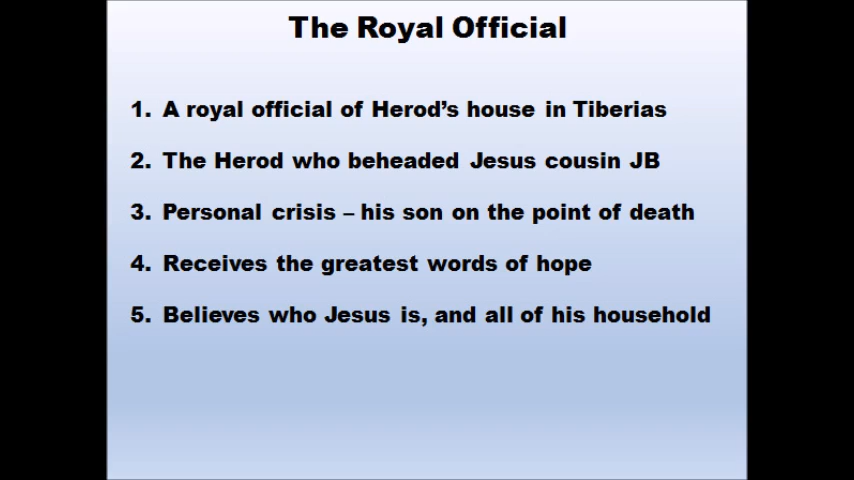 The Royal Official
1. A royal official of Herod’s house in Tiberias
2. The Herod who beheaded Jesus cousin JB
3. Personal crisis – his son on the point of death
4. Receives the greatest words of hope
5. Believes who Jesus is, and all of his household